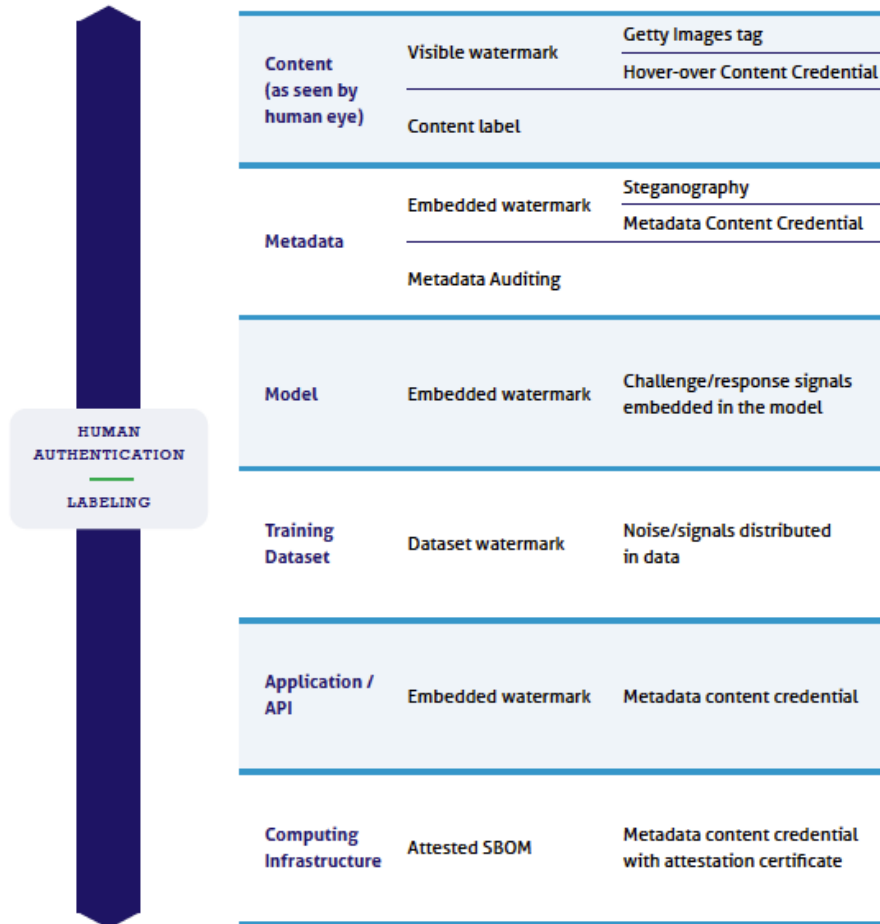 HUMAN
AUTHENTICATION
LABELING
Content
(as seen by
human eye)
Visible watermark
Getty Images tag
Hover-over Content Credential
Content label
Metadata
Embedded watermark
Steganography
Metadata Content Credential
Metadata Auditing
Model
Embedded watermark
Challenge/response signals
embedded in the model
Training
Dataset
Dataset watermark
Noise/signals distributed
in data
Application /
API
Embedded watermark
Metadata content credential
Computing
Infrastructure
Attested SBOM
Metadata content credential
with attestation certificate